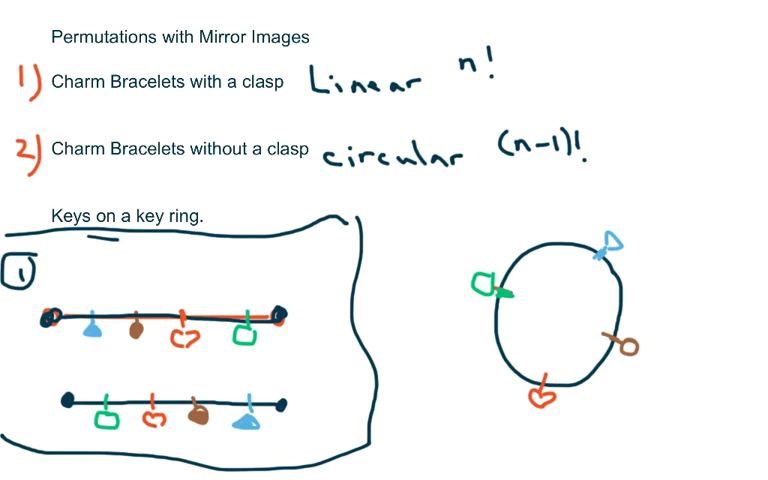 Permutations with Mirror Images
1) Charm Bracelets with a clasp Linear n!
2) Charm Bracelets without a clasp circular (n-1)!
Keys on a key ring.
1